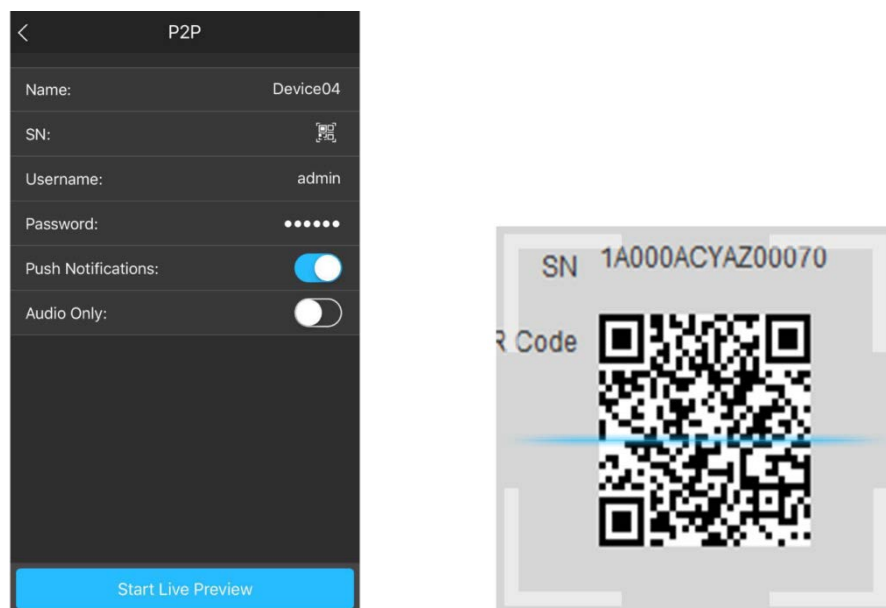 P2P
Name: Device04
SN:
Username: admin
Password: ••••••
Push Notifications:
Audio Only:
Start Live Preview
SN 1A000ACYAZ00070
R Code